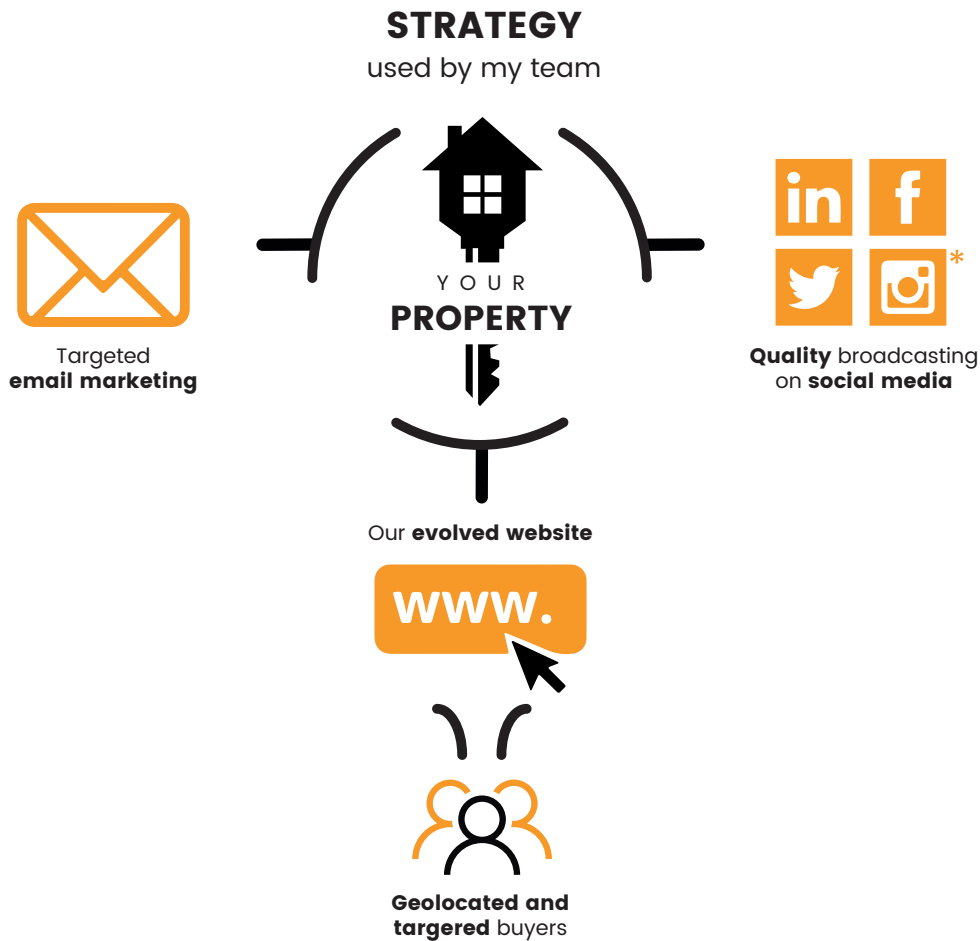 STRATEGY
used by my team
YOUR
PROPERTY
Targeted
email marketing
in f
*
Quality broadcasting
on social media
Our evolved website
www.
Geolocated and
targered buyers